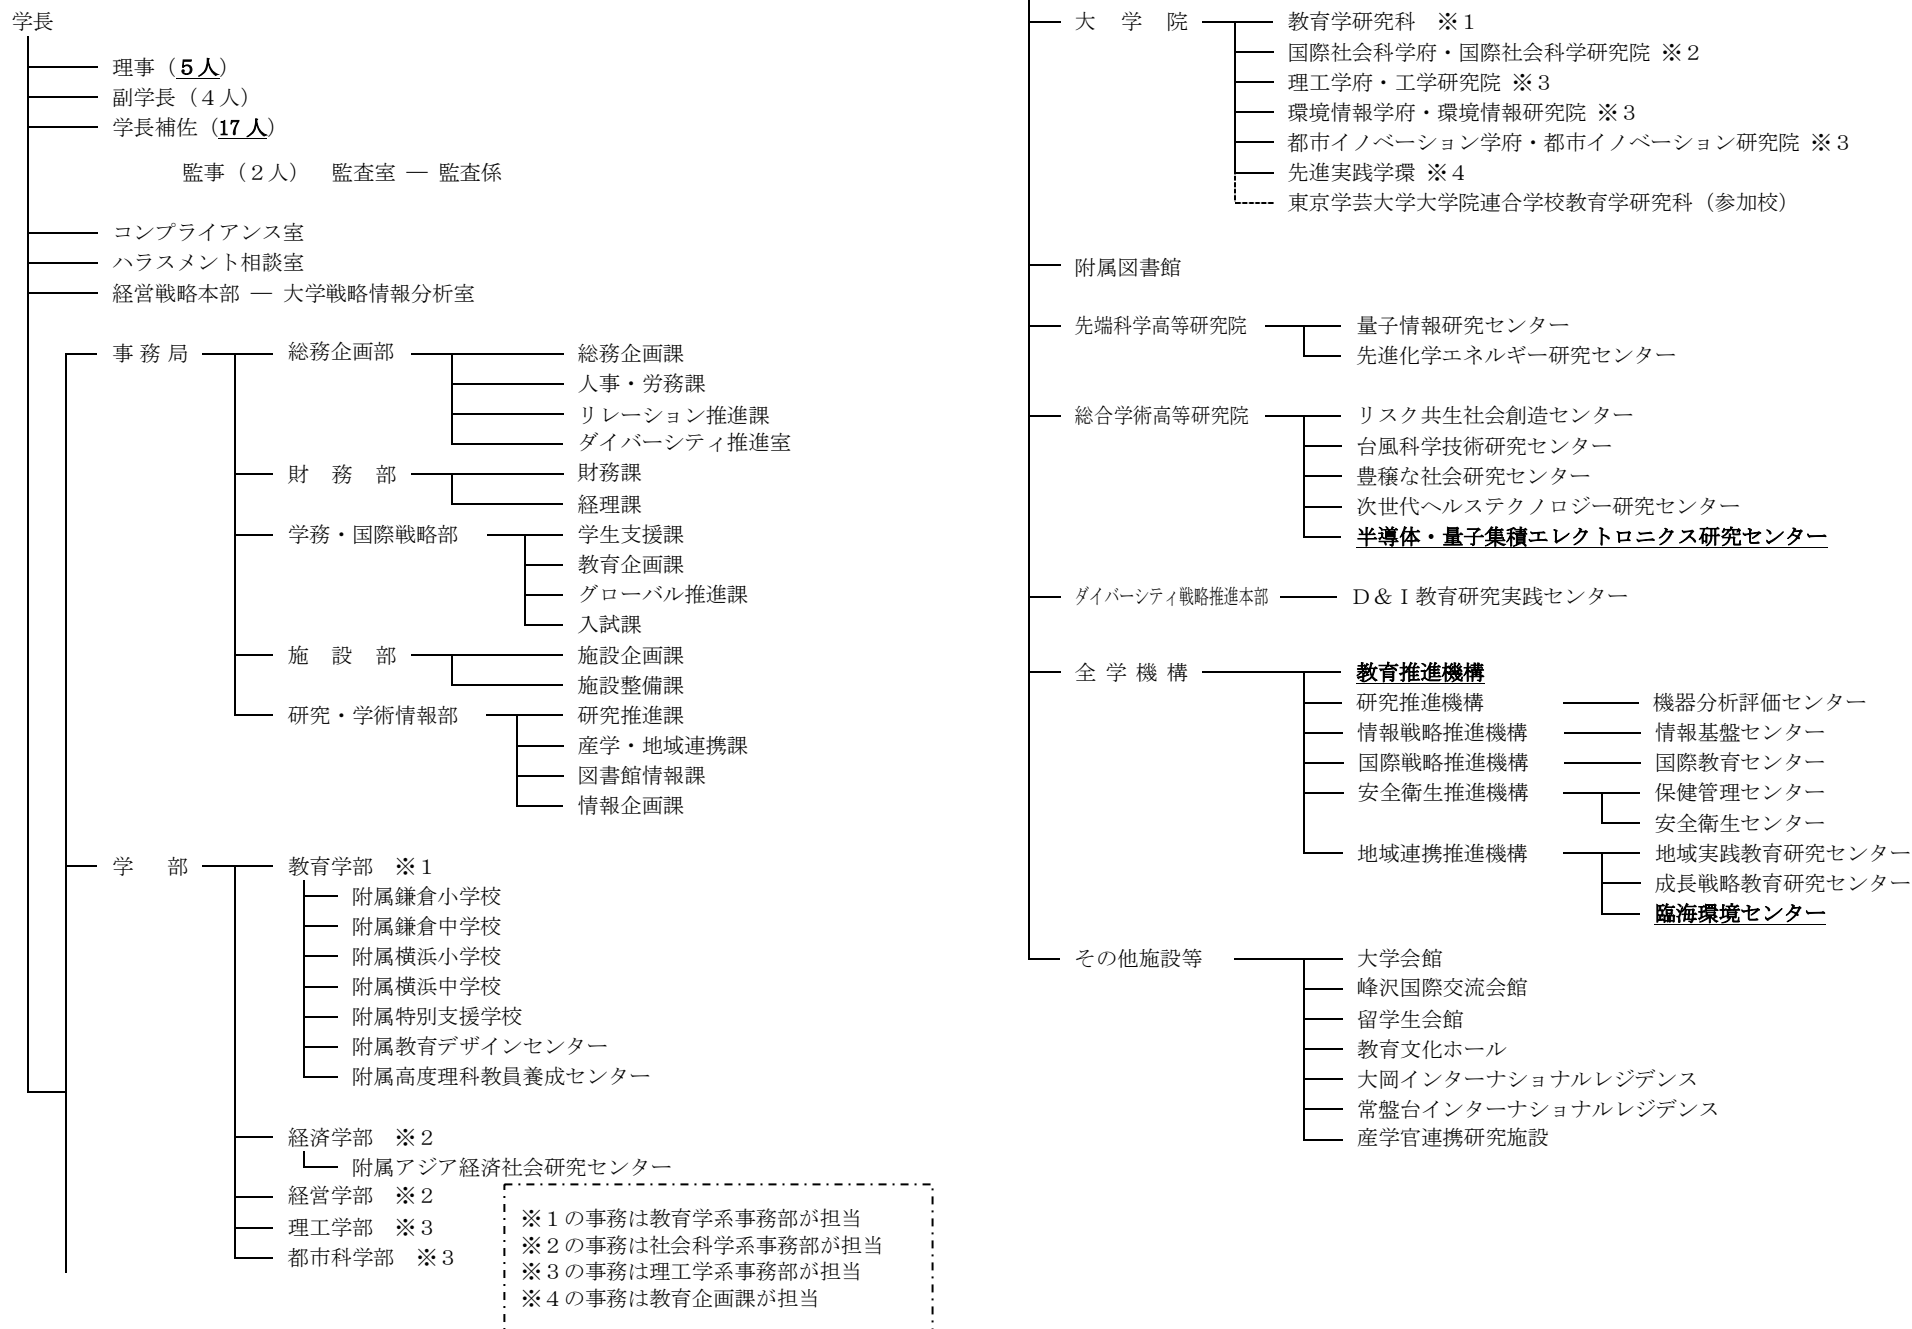 学長
理事（５人）
副学長（４人）
学長補佐（17 人）
監事（２人） 監査室 ― 監査係
コンプライアンス室
ハラスメント相談室
経営戦略本部 ― 大学戦略情報分析室
事 務 局 総務企画部 総務企画課
人事・労務課
リレーション推進課
ダイバーシティ推進室
財 務 部 財務課
経理課
学務・国際戦略部 学生支援課
教育企画課
グローバル推進課
入試課
施 設 部 施設企画課
施設整備課
研究・学術情報部 研究推進課
産学・地域連携課
図書館情報課
情報企画課
学 部 教育学部 ※１
附属鎌倉小学校
附属鎌倉中学校
附属横浜小学校
附属横浜中学校
附属特別支援学校
附属教育デザインセンター
附属高度理科教員養成センター
経済学部 ※２
附属アジア経済社会研究センター
経営学部 ※２
理工学部 ※３
都市科学部 ※３
※１の事務は教育学系事務部が担当
※２の事務は社会科学系事務部が担当
※３の事務は理工学系事務部が担当
※４の事務は教育企画課が担当
大 学 院 教育学研究科 ※１
国際社会科学府・国際社会科学研究院 ※２
理工学府・工学研究院 ※３
環境情報学府・環境情報研究院 ※３
都市イノベーション学府・都市イノベーション研究院 ※３
先進実践学環 ※４
東京学芸大学大学院連合学校教育学研究科（参加校）
附属図書館
先端科学高等研究院 量子情報研究センター
先進化学エネルギー研究センター
総合学術高等研究院 リスク共生社会創造センター
台風科学技術研究センター
豊穣な社会研究センター
次世代ヘルステクノロジー研究センター
半導体・量子集積エレクトロニクス研究センター
ダイバーシティ戦略推進本部 Ｄ＆Ｉ教育研究実践センター
全 学 機 構 教育推進機構
研究推進機構 機器分析評価センター
情報戦略推進機構 情報基盤センター
国際戦略推進機構 国際教育センター
安全衛生推進機構 保健管理センター
安全衛生センター
地域連携推進機構 地域実践教育研究センター
成長戦略教育研究センター
臨海環境センター
その他施設等 大学会館
峰沢国際交流会館
留学生会館
教育文化ホール
大岡インターナショナルレジデンス
常盤台インターナショナルレジデンス
産学官連携研究施設